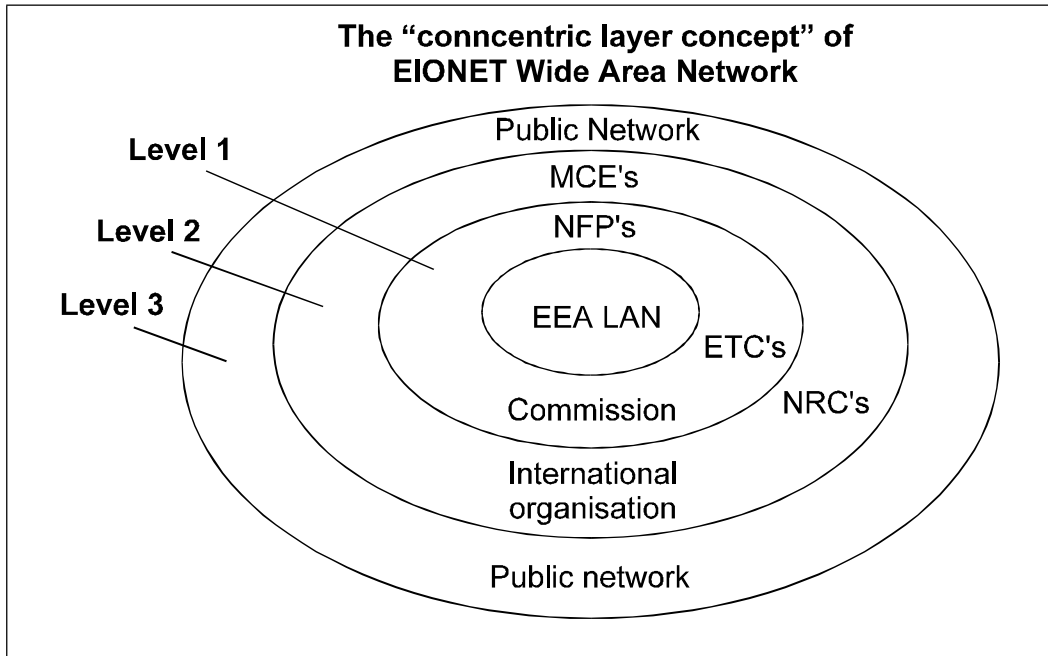 The “conncentric layer concept” of
EIONET Wide Area Network
Public Network
Level 1
MCE's
Level 2
NFP's
Level 3
EEA LAN
ETC's
NRC's
Commission
International
organisation
Public network